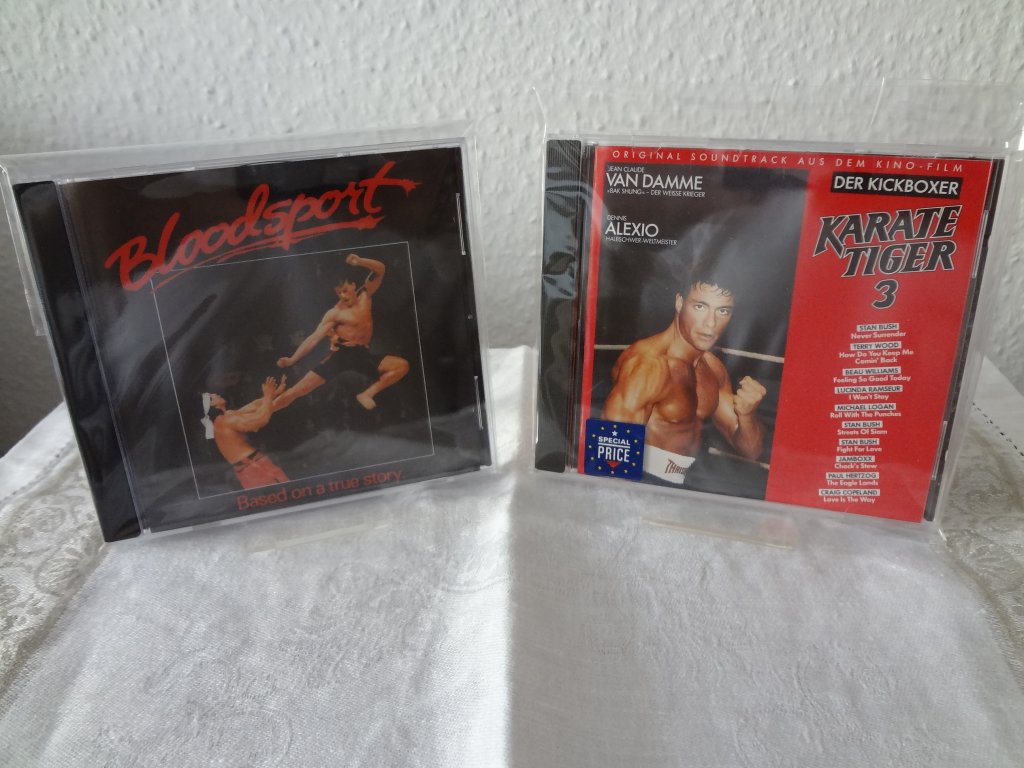 Bloodsport
Based on a true story.
ORIGINAL SOUNDTRACK AUS DEM KINO-FILM
JEAN CLAUDE
VAN DAMME
»BAK SHUNG« – DER WEISSE KRIEGER
DENNIS
ALEXIO
HALBSCHWER-WELTMEISTER
DER KICKBOXER
KARATE
TIGER
3
STAN BUSH
Never Surrender
TERRY WOOD
How Do You Keep Me
Comin' Back
BEAU WILLIAMS
Feeling So Good Today
LUCINDA RAMSEUR
I Won't Stay
MICHAEL LOGAN
Roll With The Punches
STAN BUSH
Streets Of Siam
STAN BUSH
Fight For Love
JAMBOXX
Chock's Stew
PAUL HERTZOG
The Eagle Lands
CRAIG COPELAND
Love Is The Way
SPECIAL
PRICE